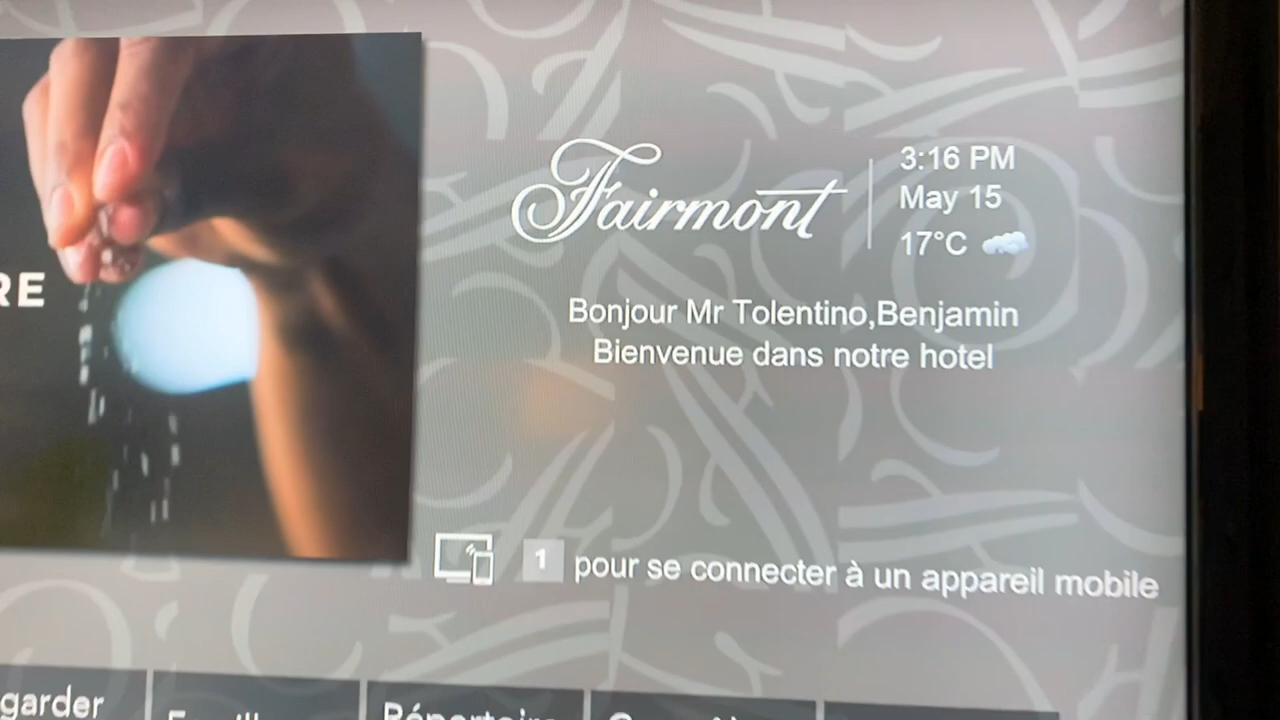 RE
Fairmont
3:16 PM
May 15
17°C
Bonjour Mr Tolentino,Benjamin
Bienvenue dans notre hotel
1 pour se connecter à un appareil mobile
garder
Répertoire